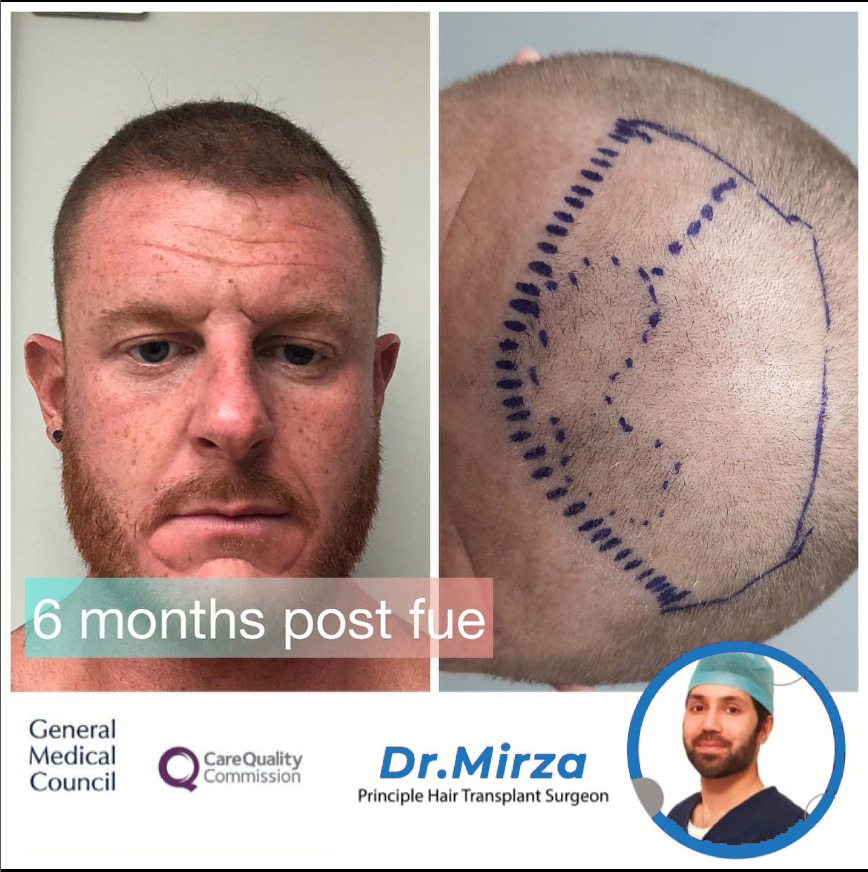 6 months post fue
General
Medical
Council
CareQuality
Commission
Dr.Mirza
Principle Hair Transplant Surgeon